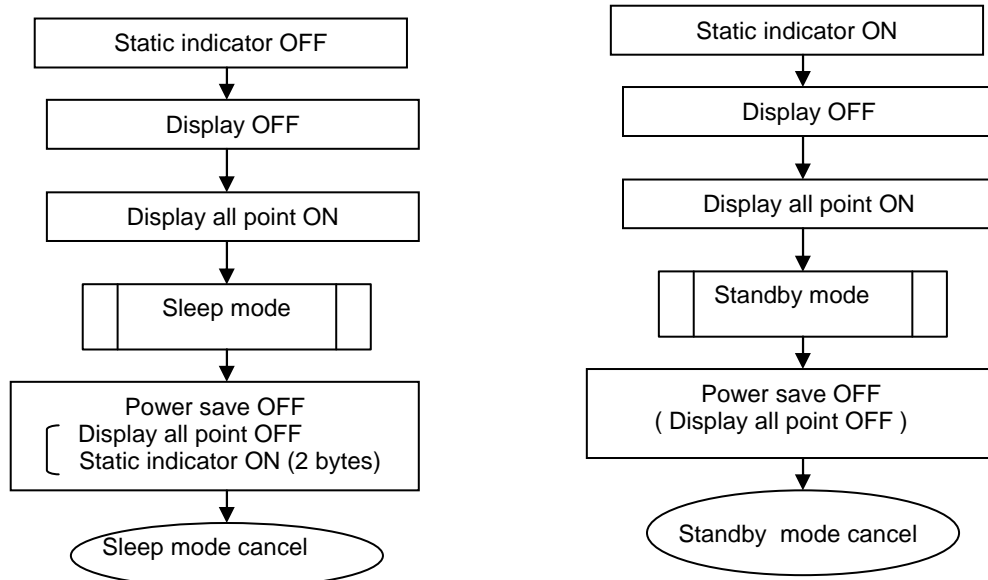 Static indicator OFF
Display OFF
Display all point ON
Sleep mode
Power save OFF
Display all point OFF
Static indicator ON (2 bytes)
Sleep mode cancel
Static indicator ON
Display OFF
Display all point ON
Standby mode
Power save OFF
( Display all point OFF )
Standby mode cancel